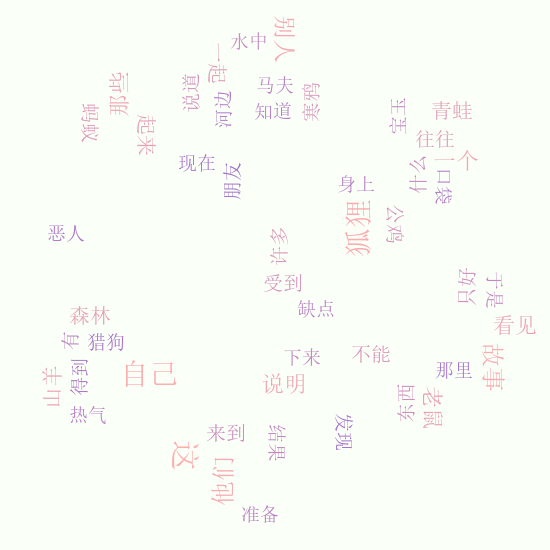 别人
水中
一起
马夫
鸵鸟
说道
河边
知道
寓寒
蚂蚁
起来
宝玉
青蛙
往往
现在
朋友
什么
一个
口袋
身上
狐狸
公鸡
恶人
许多
受到
缺点
只好
于是
看见
森林
有
猎狗
下来
不能
那里
故事
山羊
得到
自己
说明
东西
老鼠
热气
来到
结果
发现
这
他们
准备